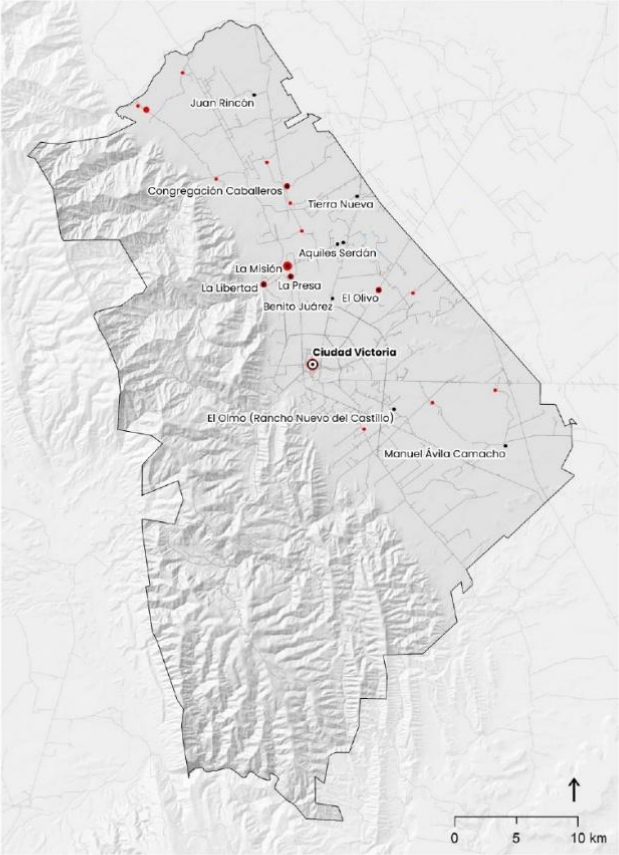 Juan Rincón
Congregación Caballeros
Tierra Nueva
Aquiles Serdán
La Misión
La Libertad
La Presa
Benito Juárez
El Olivo
Ciudad Victoria
El Olmo (Rancho Nuevo del Castillo)
Manuel Ávila Camacho
0 5 10 km